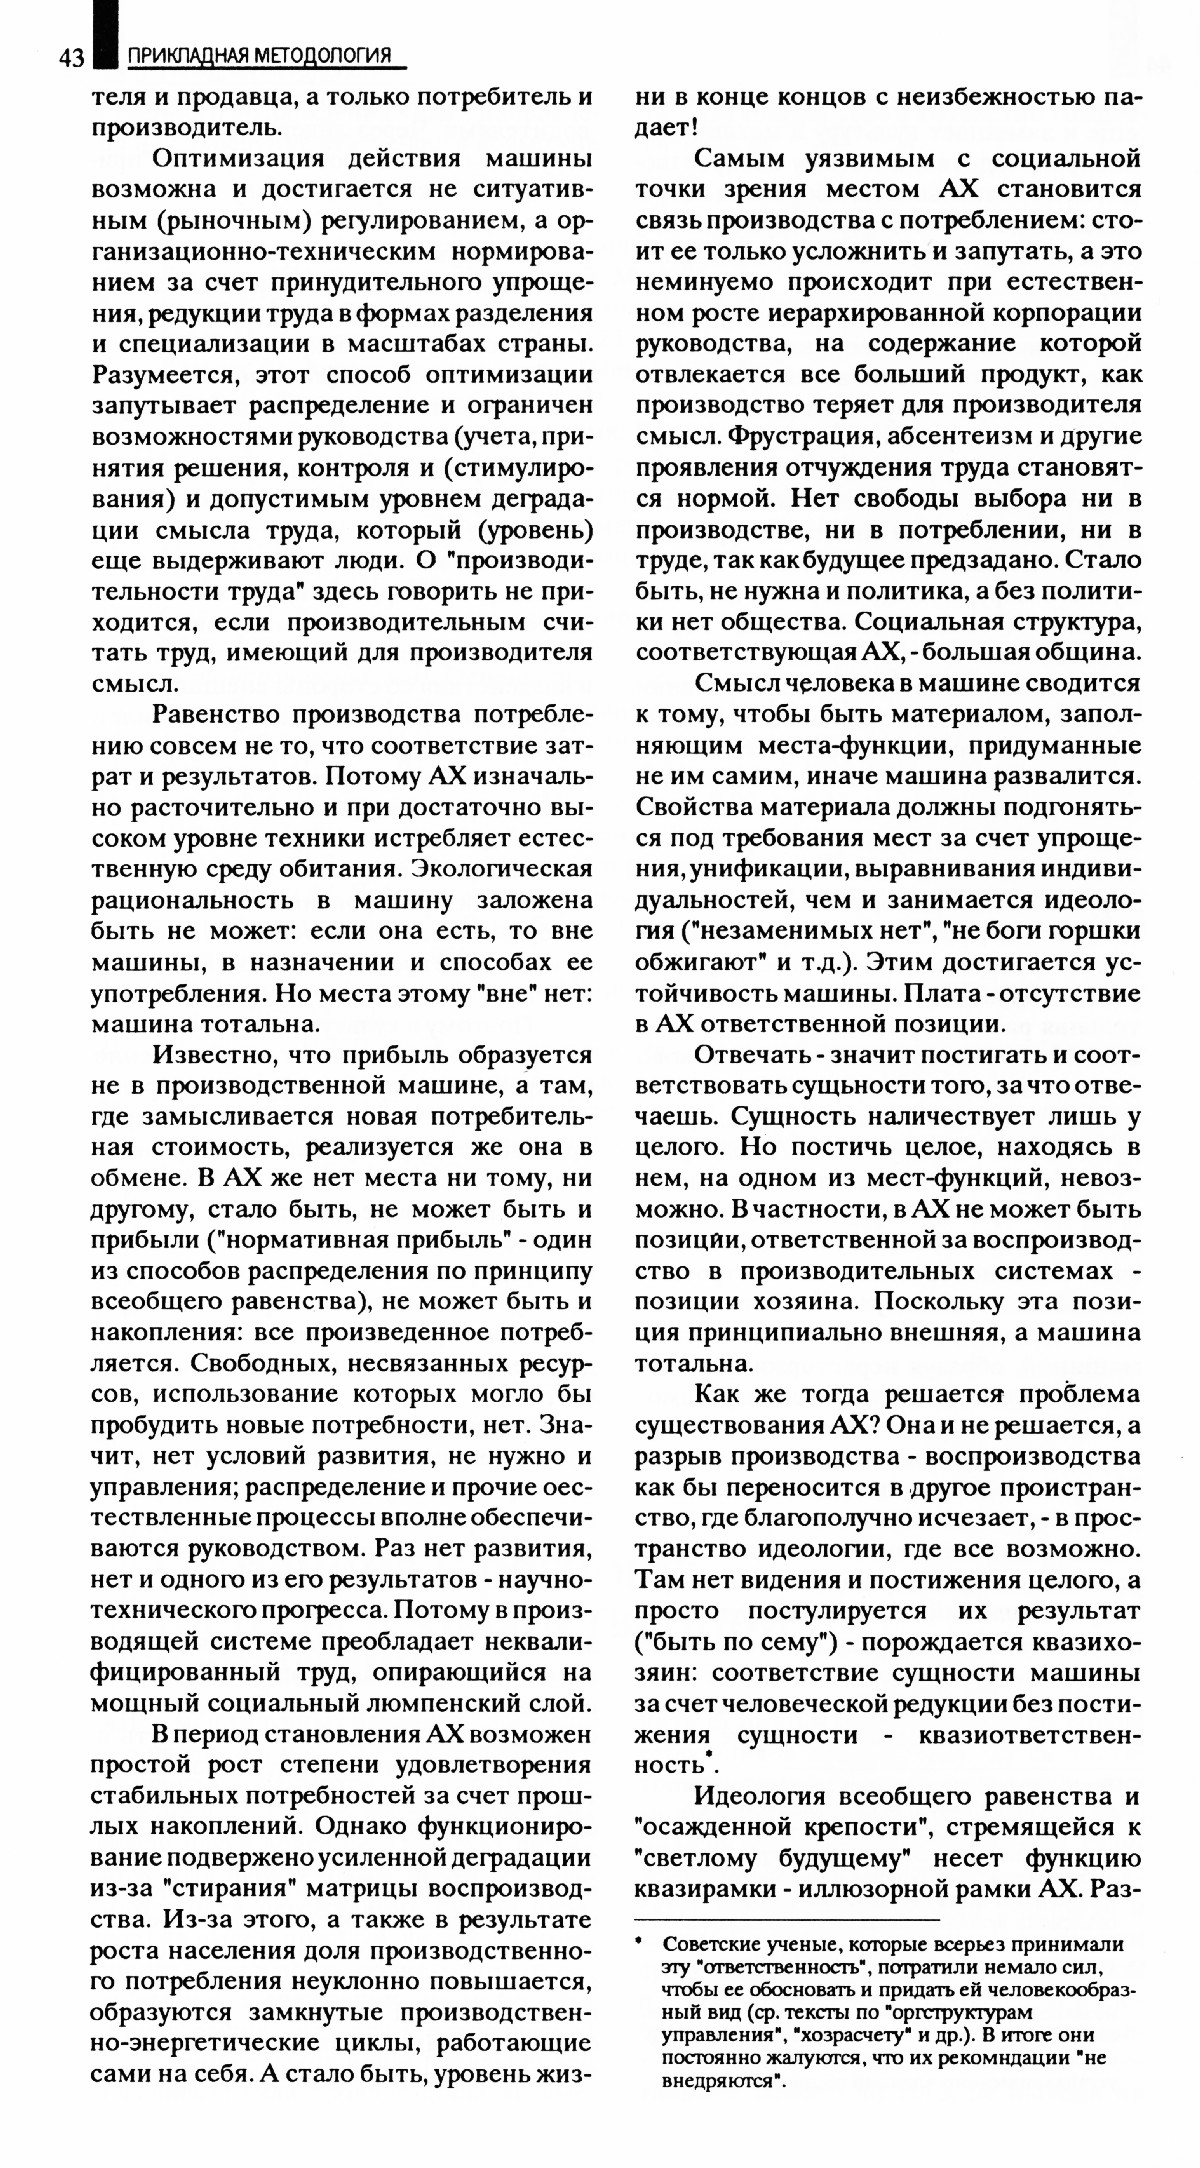 43 ПРИКЛАДНАЯ МЕТОДОЛОГИЯ
теля и продавца, а только потребитель и
производитель.
Оптимизация действия машины
возможна и достигается не ситуатив-
ным (рыночным) регулированием, а ор-
ганизационно-техническим нормирова-
нием за счет принудительного упроще-
ния, редукции труда в формах разделения
и специализации в масштабах страны.
Разумеется, этот способ оптимизации
запутывает распределение и ограничен
возможностями руководства (учета, при-
нятия решения, контроля и (стимулиро-
вания) и допустимым уровнем деграда-
ции смысла труда, который (уровень)
еще выдерживают люди. О "производи-
тельности труда" здесь говорить не при-
ходится, если производительным счи-
тать труд, имеющий для производителя
смысл.
Равенство производства потребле-
нию совсем не то, что соответствие зат-
рат и результатов. Потому АХ изначаль-
но расточительно и при достаточно вы-
соком уровне техники истребляет естес-
твенную среду обитания. Экологическая
рациональность в машину заложена
быть не может: если она есть, то вне
машины, в назначении и способах ее
употребления. Но места этому "вне" нет:
машина тотальна.
Известно, что прибыль образуется
не в производственной машине, а там,
где замысливается новая потребитель-
ная стоимость, реализуется же она в
обмене. В АХ же нет места ни тому, ни
другому, стало быть, не может быть и
прибыли ("нормативная прибыль" - один
из способов распределения по принципу
всеобщего равенства), не может быть и
накопления: все произведенное потреб-
ляется. Свободных, несвязанных ресур-
сов, использование которых могло бы
пробудить новые потребности, нет. Зна-
чит, нет условий развития, не нужно и
управления; распределение и прочие оес-
тествленные процессы вполне обеспечи-
ваются руководством. Раз нет развития,
нет и одного из его результатов - научно-
технического прогресса. Потому в произ-
водящей системе преобладает неквали-
фицированный труд, опирающийся на
мощный социальный люмпенский слой.
В период становления АХ возможен
простой рост степени удовлетворения
стабильных потребностей за счет прош-
лых накоплений. Однако функциониро-
вание подвержено усиленной деградации
из-за "стирания" матрицы воспроизвод-
ства. Из-за этого, а также в результате
роста населения доля производственно-
го потребления неуклонно повышается,
образуются замкнутые производствен-
но-энергетические циклы, работающие
сами на себя. А стало быть, уровень жиз-
ни в конце концов с неизбежностью па-
дает!
Самым уязвимым с социальной
точки зрения местом АХ становится
связь производства с потреблением: сто-
ит ее только усложнить и запутать, а это
неминуемо происходит при естествен-
ном росте иерархированной корпорации
руководства, на содержание которой
отвлекается все больший продукт, как
производство теряет для производителя
смысл. Фрустрация, абсентеизм и другие
проявления отчуждения труда становят-
ся нормой. Нет свободы выбора ни в
производстве, ни в потреблении, ни в
труде, так как будущее предзадано. Стало
быть, не нужна и политика, а без полити-
ки нет общества. Социальная структура,
соответствующая АХ, - большая община.
Смысл человека в машине сводится
к тому, чтобы быть материалом, запол-
няющим места-функции, придуманные
не им самим, иначе машина развалится.
Свойства материала должны подгонять-
ся под требования мест за счет упроще-
ния, унификации, выравнивания индиви-
дуальностей, чем и занимается идеоло-
гия ("незаменимых нет", "не боги горшки
обжигают" и т.д.). Этим достигается ус-
тойчивость машины. Плата - отсутствие
в АХ ответственной позиции.
Отвечать - значит постигать и соот-
ветствовать сущьности того, за что отве-
чаешь. Сущность наличествует лишь у
целого. Но постичь целое, находясь в
нем, на одном из мест-функций, невоз-
можно. В частности, в АХ не может быть
позиции, ответственной за воспроизвод-
ство в производительных системах -
позиции хозяина. Поскольку эта пози-
ция принципиально внешняя, а машина
тотальна.
Как же тогда решается проблема
существования АХ? Она и не решается, а
разрыв производства - воспроизводства
как бы переносится в другое проистран-
ство, где благополучно исчезает, - в прос-
транство идеологии, где все возможно.
Там нет видения и постижения целого, а
просто постулируется их результат
("быть по сему") - порождается квазихо-
зяин: соответствие сущности машины
за счет человеческой редукции без пости-
жения сущности - квазиответствен-
ность*.
Идеология всеобщего равенства и
"осажденной крепости", стремящейся к
"светлому будущему" несет функцию
квазирамки - иллюзорной рамки АХ. Раз-
* Советские ученые, которые всерьез принимали
эту "ответственность", потратили немало сил,
чтобы ее обосновать и придать ей человекообраз-
ный вид (ср. тексты по "оргструктурам
управления", "хозрасчету" и др.). В итоге они
постоянно жалуются, что их рекомндации "не
внедряются".